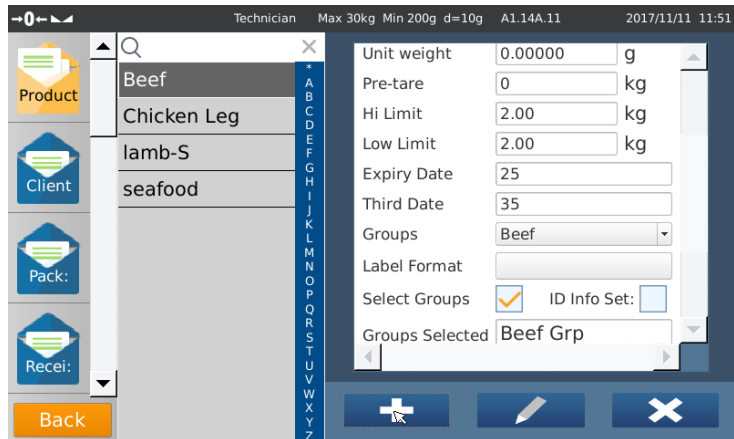 →0← Technician Max 30kg Min 200g d=10g A1.14A.11 2017/11/11 11:51
Product
Client
Pack:
Recei:
Back
Beef
Chicken Leg
lamb-S
seafood
*
A
B
C
D
E
F
G
H
I
J
K
L
M
N
O
P
Q
R
S
T
U
V
W
X
Y
Z
Unit weight 0.00000 g
Pre-tare 0 kg
Hi Limit 2.00 kg
Low Limit 2.00 kg
Expiry Date 25
Third Date 35
Groups Beef
Label Format
Select Groups ID Info Set:
Groups Selected Beef Grp